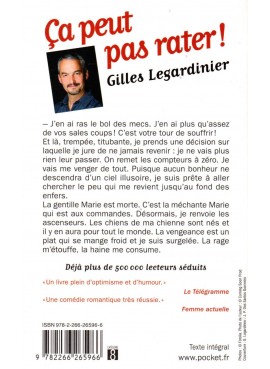 Ça peut
pas rater !
Gilles Legardinier
— J'en ai ras le bol des mecs. J'en ai plus qu'assez
de vos sales coups ! C'est votre tour de souffrir !
Et là, trempée, titubante, je prends une décision sur
laquelle je jure de ne jamais revenir : je ne vais plus
rien leur passer. On remet les compteurs à zéro. Je
vais me venger de tout. Puisque aucun bonheur ne
descendra d'un ciel illusoire, je suis prête à aller
chercher le peu qui me revient jusqu'au fond des
enfers.
La gentille Marie est morte. C'est la méchante Marie
qui est aux commandes. Désormais, je renvoie les
ascenseurs. Les chiens de ma chienne sont nés et
il y en aura pour tout le monde. La vengeance est
un plat qui se mange froid et je suis surgelée. La rage
m'étouffe, la haine me consume.
Déjà plus de 500 000 lecteurs séduits
"Un livre plein d'optimisme et d'humour."
Le Télégramme
"Une comédie romantique très réussie."
Femme actuelle
ISBN 978-2-266-26596-6
9 782266 265966
Texte intégral
www.pocket.fr